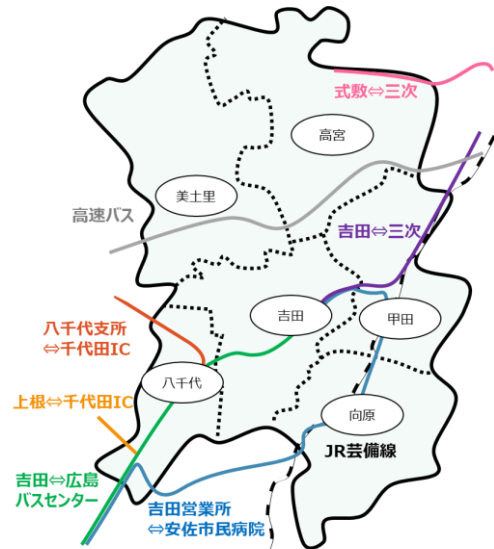 式敷⇔三次
高宮
美土里
高速バス
吉田⇔三次
吉田
甲田
八千代支所
⇔千代田IC
八千代
上根⇔千代田IC
向原
JR芸備線
吉田⇔広島
バスセンター
吉田営業所
⇔安佐市民病院